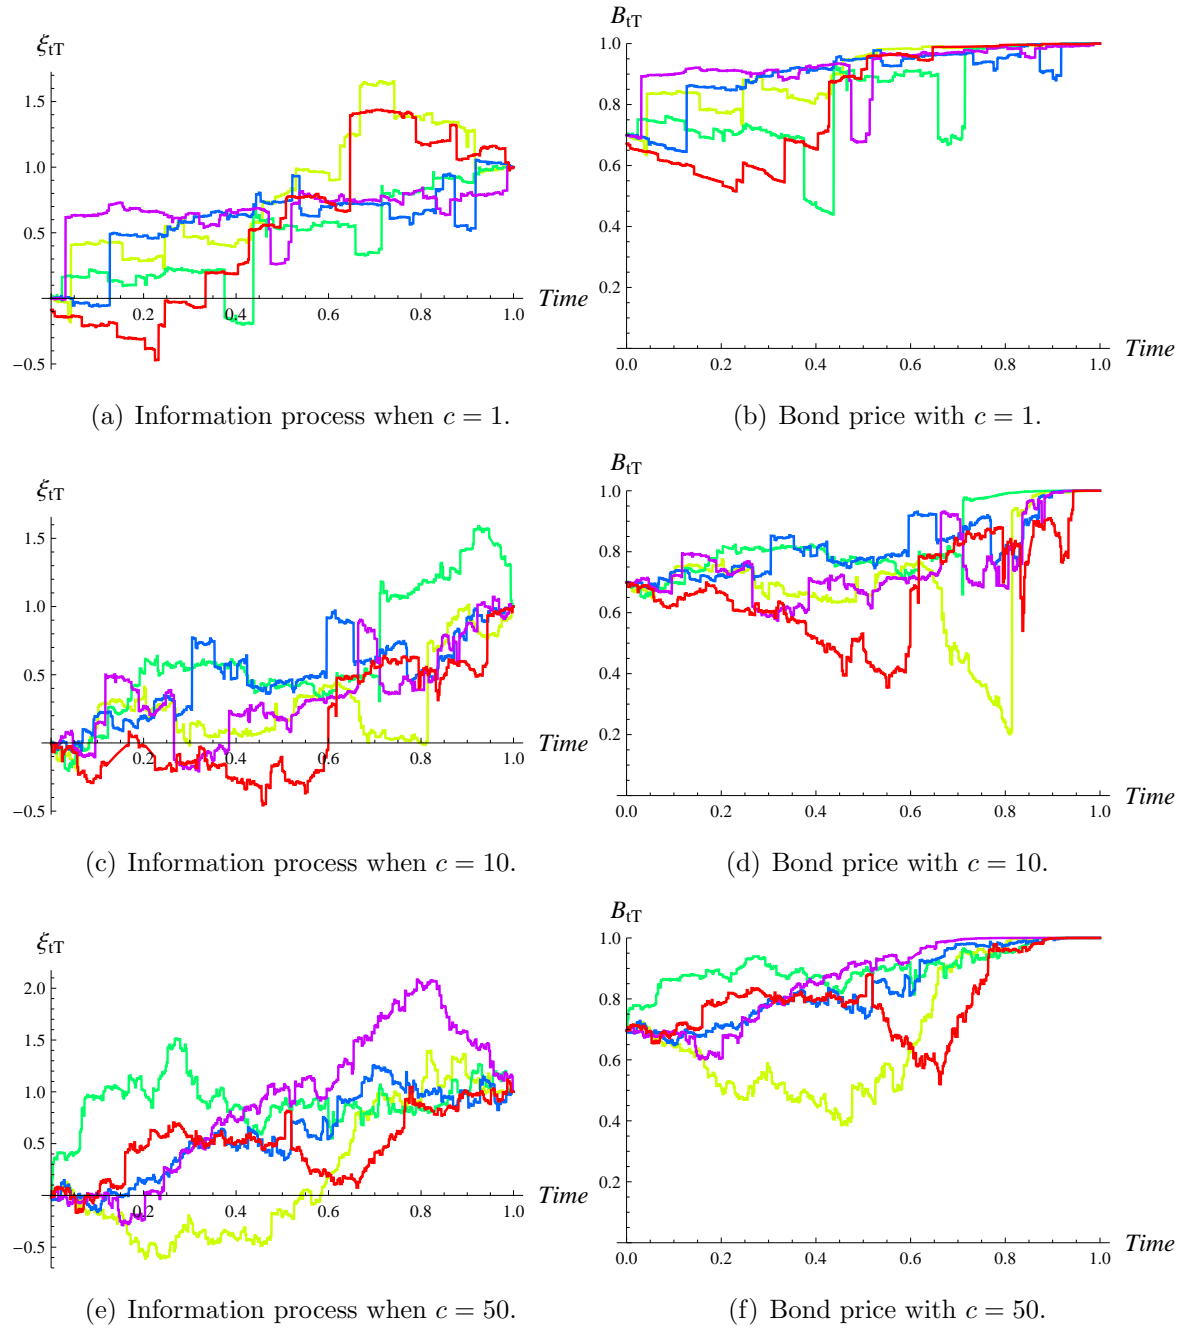 ξtT
1.5
1.0
0.5
−0.5
0.2 0.4 0.6 0.8 1.0
Time
(a) Information process when c = 1.
BtT
1.0
0.8
0.6
0.4
0.2
0.0 0.2 0.4 0.6 0.8 1.0
Time
(b) Bond price with c = 1.
ξtT
1.5
1.0
0.5
−0.5
0.2 0.4 0.6 0.8 1.0
Time
(c) Information process when c = 10.
BtT
1.0
0.8
0.6
0.4
0.2
0.0 0.2 0.4 0.6 0.8 1.0
Time
(d) Bond price with c = 10.
ξtT
2.0
1.5
1.0
0.5
−0.5
0.2 0.4 0.6 0.8 1.0
Time
(e) Information process when c = 50.
BtT
1.0
0.8
0.6
0.4
0.2
0.0 0.2 0.4 0.6 0.8 1.0
Time
(f) Bond price with c = 50.